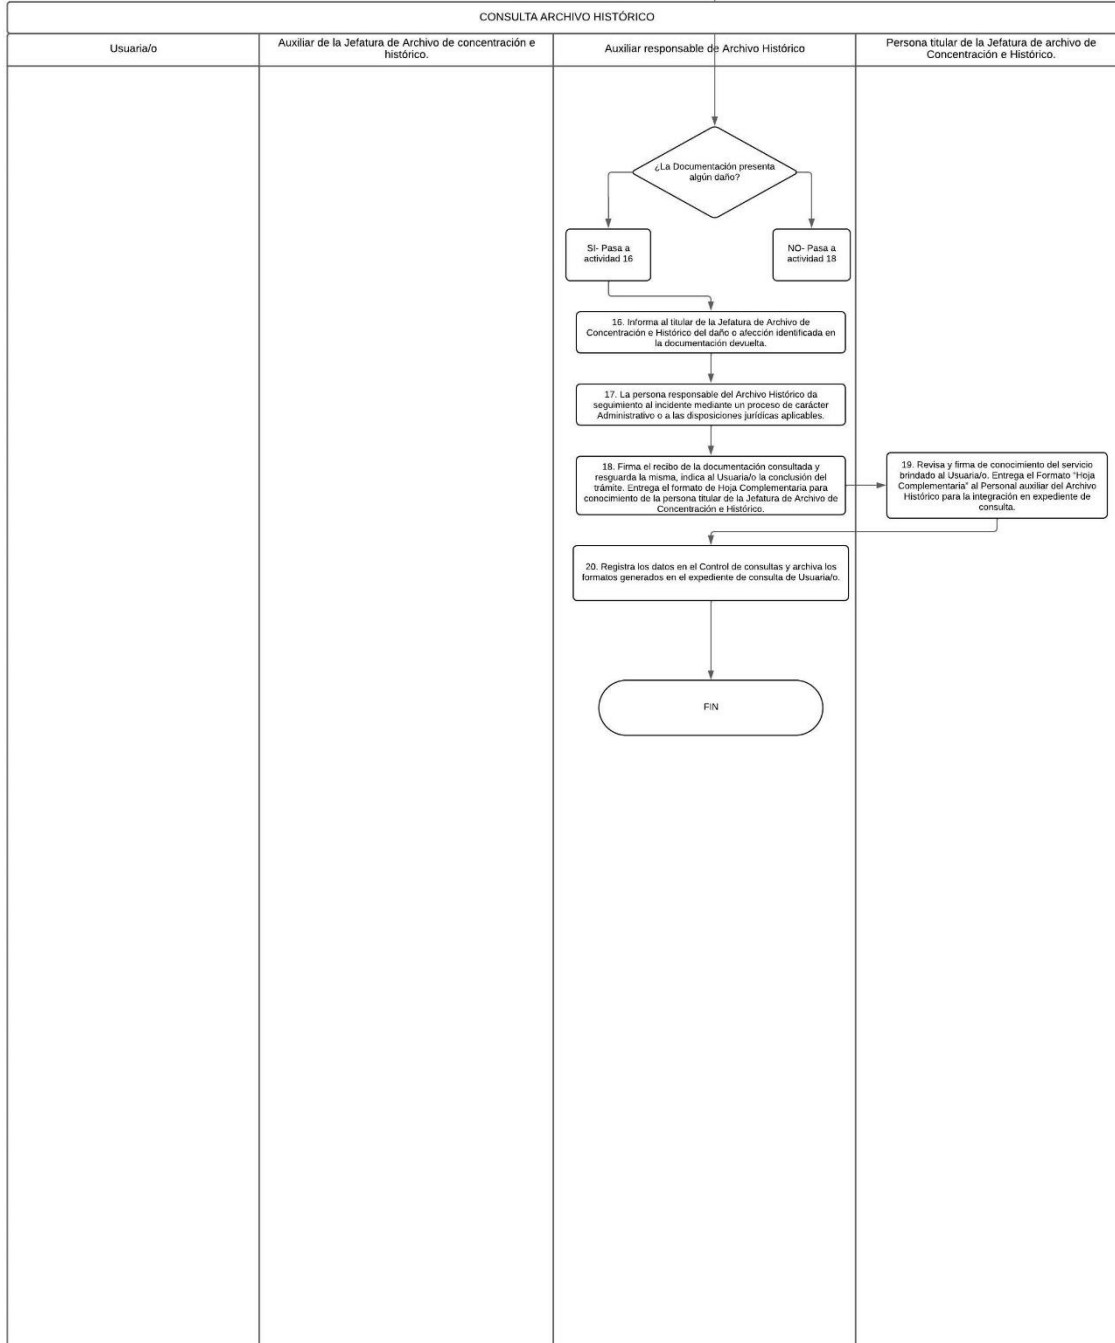 CONSULTA ARCHIVO HISTÓRICO
Usuaria/o
Auxiliar de la Jefatura de Archivo de concentración e
histórico.
Auxiliar responsable de Archivo Histórico
Persona titular de la Jefatura de archivo de
Concentración e Histórico.
¿La Documentación presenta
algún daño?
SI- Pasa a
actividad 16
NO- Pasa a
actividad 18
16. Informa al titular de la Jefatura de Archivo de
Concentración e Histórico del daño o afección identificada en
la documentación devuelta.
17. La persona responsable del Archivo Histórico da
seguimiento al incidente mediante un proceso de carácter
Administrativo o a las disposiciones jurídicas aplicables.
18. Firma el recibo de la documentación consultada y
resguarda la misma, indica al Usuaria/o la conclusión del
trámite. Entrega el formato de Hoja Complementaria para
conocimiento de la persona titular de la Jefatura de Archivo de
Concentración e Histórico.
19. Revisa y firma de conocimiento del servicio
brindado al Usuaria/o. Entrega el Formato “Hoja
Complementaria” al Personal auxiliar del Archivo
Histórico para la integración en expediente de
consulta.
20. Registra los datos en el Control de consultas y archiva los
formatos generados en el expediente de consulta de Usuaria/o.
FIN